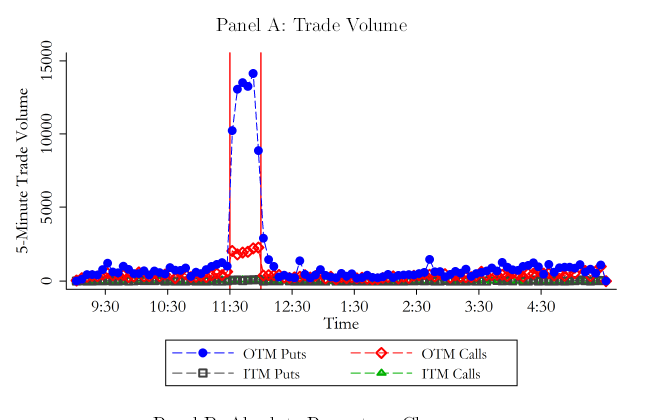 Panel A: Trade Volume
5-Minute Trade Volume
15000
10000
5000
0
9:30 10:30 11:30 12:30 1:30 2:30 3:30 4:30
Time
OTM Puts OTM Calls
ITM Puts ITM Calls